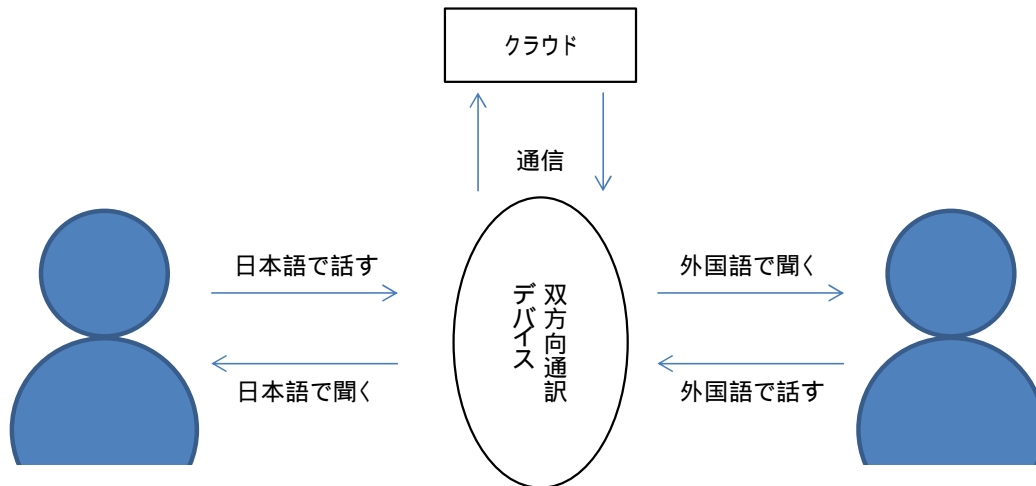 クラウド
通信
日本語で話す
外国語で聞く
双方向通訳
デバイス
日本語で聞く
外国語で話す